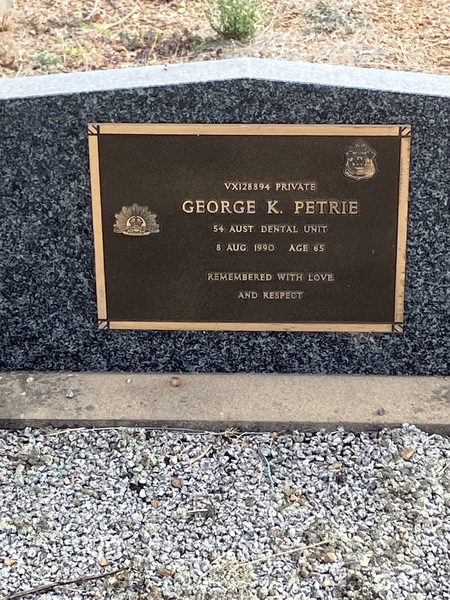 VX128894 PRIVATE
GEORGE K. PETRIE
54 AUST. DENTAL UNIT
8 AUG. 1990 AGE 65
REMEMBERED WITH LOVE
AND RESPECT